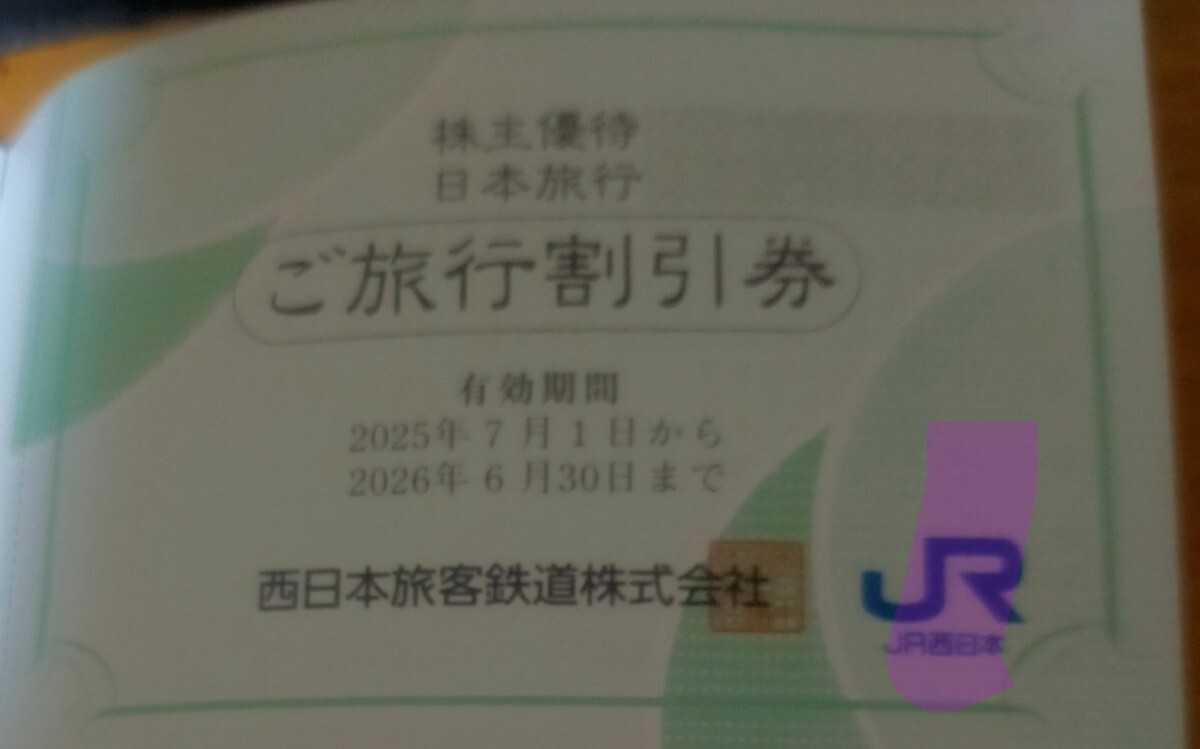 株主優待
日本旅行
ご旅行割引券
有効期間
2025年7月1日から
2026年6月30日まで
西日本旅客鉄道株式会社
JR
JR西日本